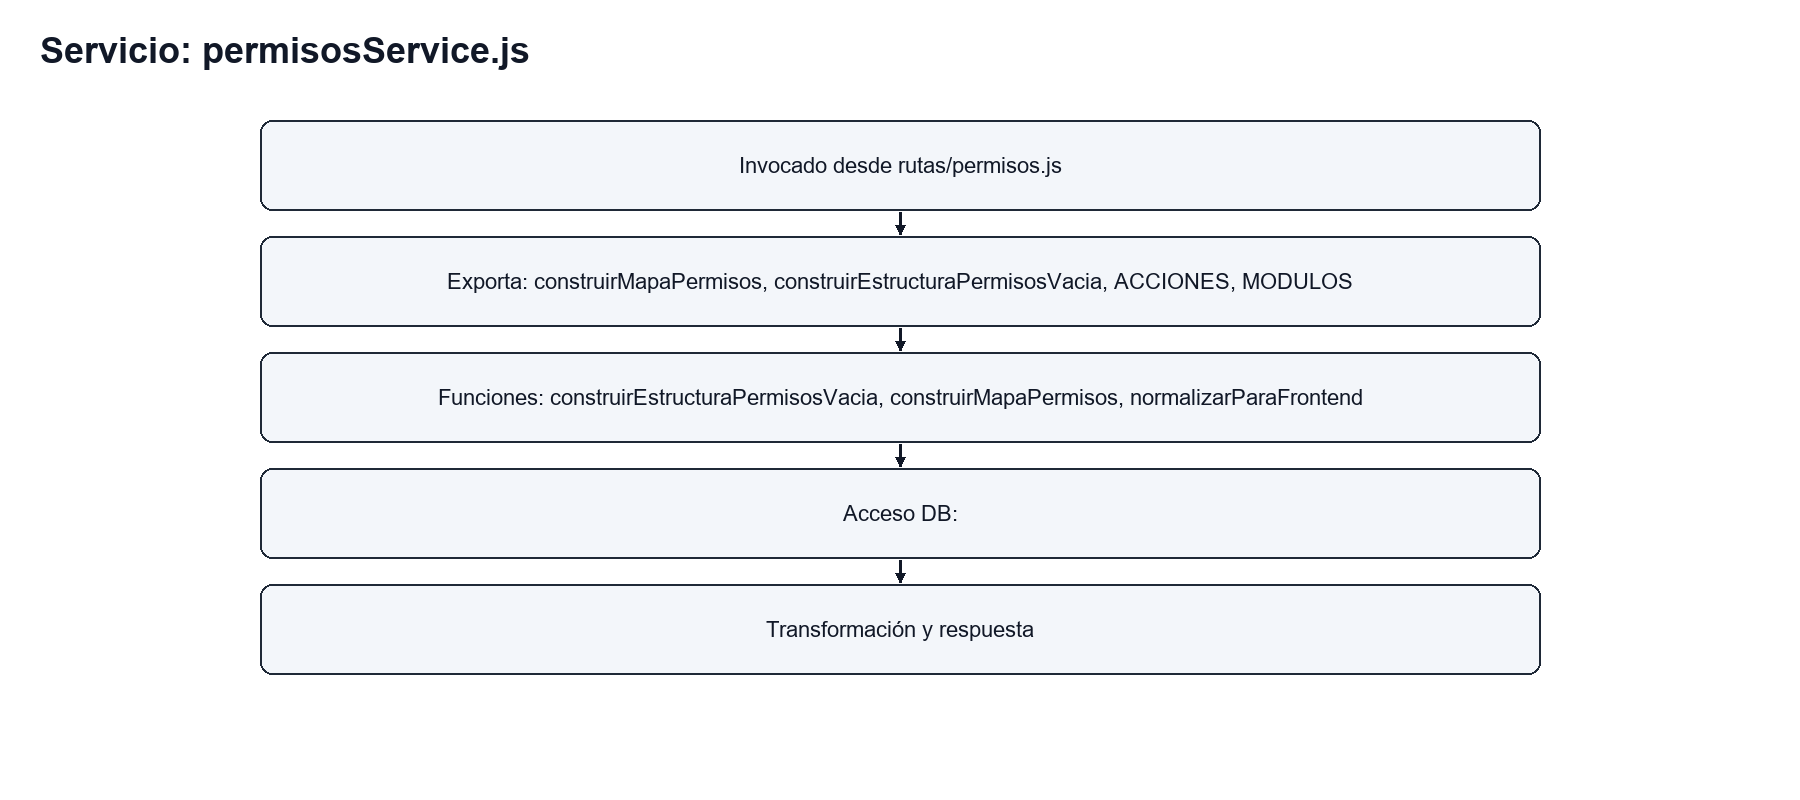 Servicio: permisosService.js
Invocado desde rutas/permisos.js
Exporta: construirMapaPermisos, construirEstructuraPermisosVacia, ACCIONES, MODULOS
Funciones: construirEstructuraPermisosVacia, construirMapaPermisos, normalizarParaFrontend
Acceso DB:
Transformación y respuesta